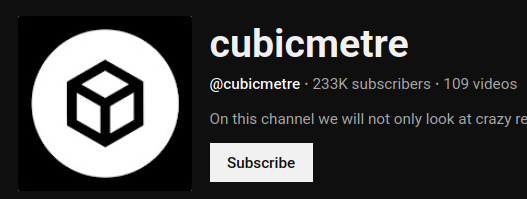 cubicmetre
@cubicmetre · 233K subscribers · 109 videos
On this channel we will not only look at crazy re
Subscribe